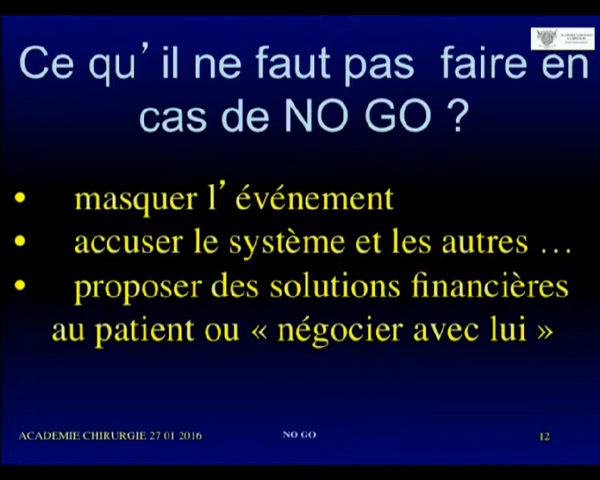 Ce qu’il ne faut pas faire en
cas de NO GO ?
• masquer l’événement
• accuser le système et les autres …
• proposer des solutions financières
au patient ou « négocier avec lui »
ACADEMIE CHIRURGIE 27 01 2016
NO GO
12